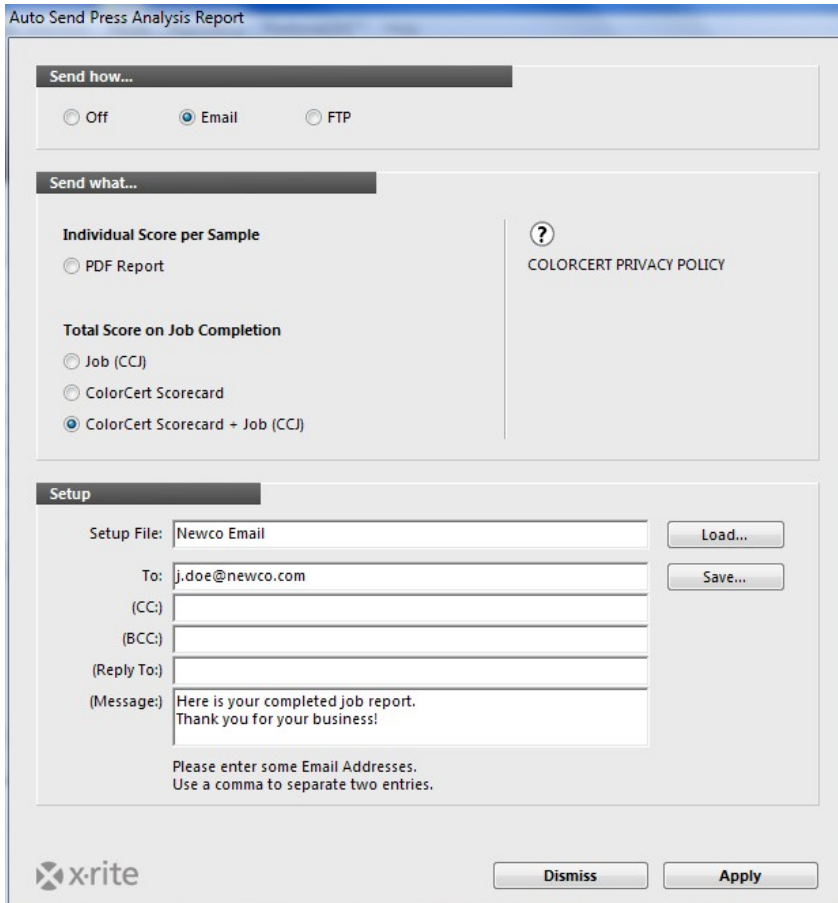 Auto Send Press Analysis Report
Send how...
Off Email FTP
Send what...
Individual Score per Sample
PDF Report
?
COLORCERT PRIVACY POLICY
Total Score on Job Completion
Job (CCJ)
ColorCert Scorecard
ColorCert Scorecard + Job (CCJ)
Setup
Setup File: Newco Email Load...
To: j.doe@newco.com Save...
(CC:)
(BCC:)
(Reply To:)
(Message:) Here is your completed job report.
Thank you for your business!
Please enter some Email Addresses.
Use a comma to separate two entries.
x·rite Dismiss Apply